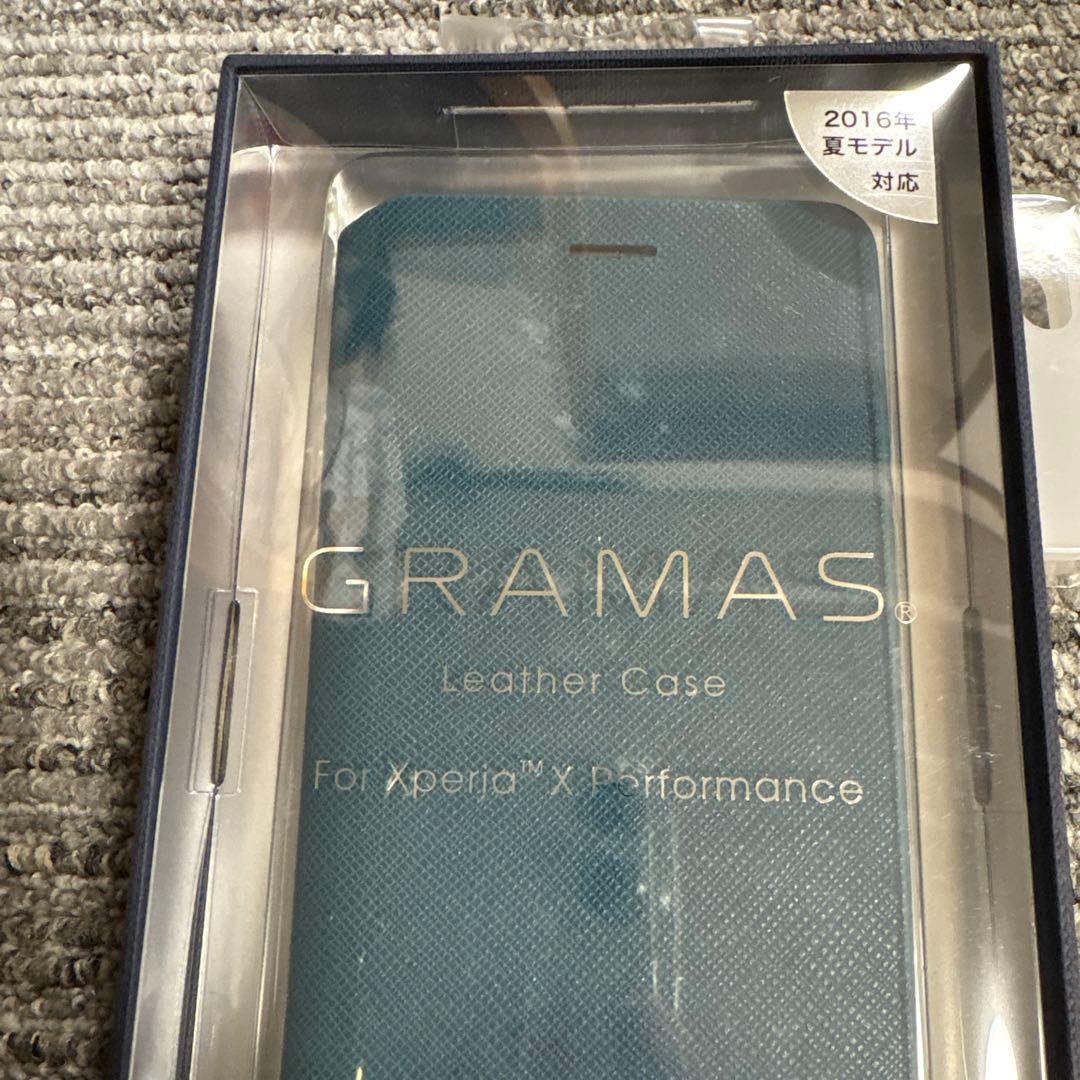 2016年
夏モデル
対応
GRAMAS®
Leather Case
For Xperia™ X Performance